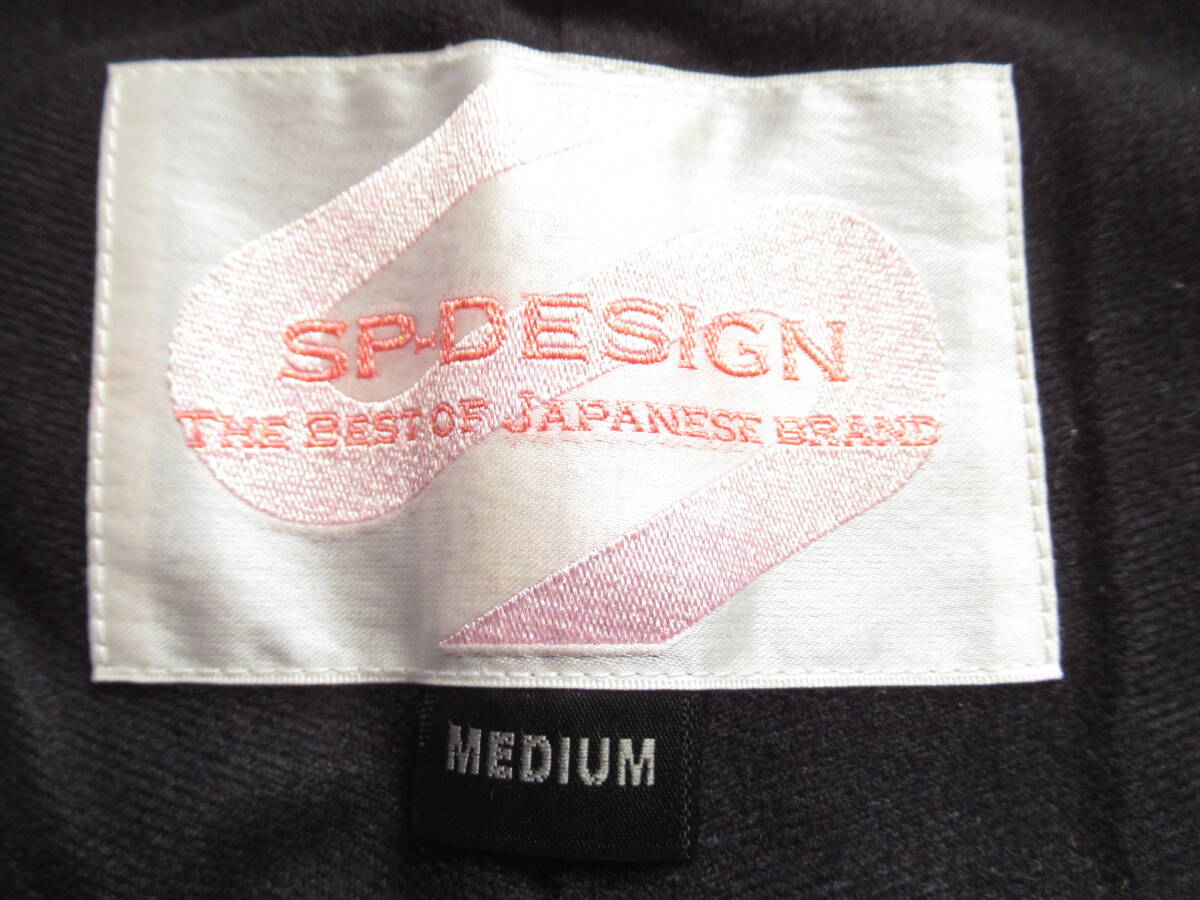 SP-DESIGN
THE BEST OF JAPANESE BRAND
MEDIUM